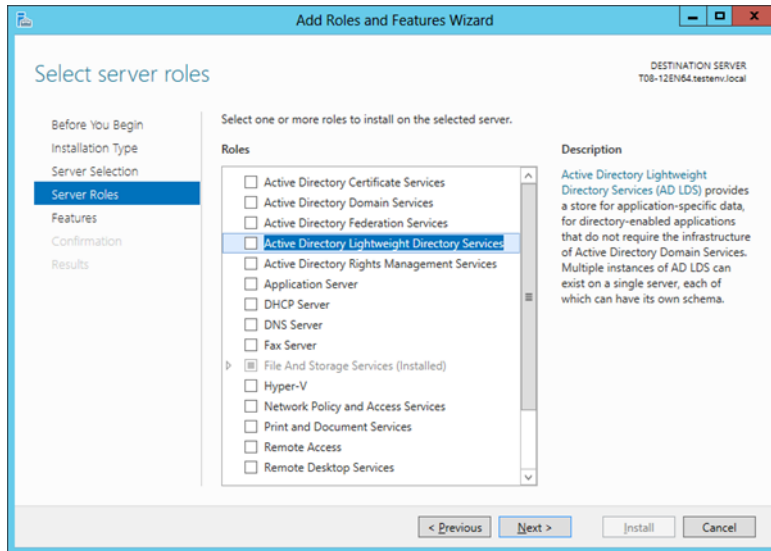 Add Roles and Features Wizard
Select server roles
DESTINATION SERVER
T08-12EN64.testenv.local
Before You Begin
Installation Type
Server Selection
Server Roles
Features
Confirmation
Results
Select one or more roles to install on the selected server.
Roles
Active Directory Certificate Services
Active Directory Domain Services
Active Directory Federation Services
Active Directory Lightweight Directory Services
Active Directory Rights Management Services
Application Server
DHCP Server
DNS Server
Fax Server
File And Storage Services (Installed)
Hyper-V
Network Policy and Access Services
Print and Document Services
Remote Access
Remote Desktop Services
Description
Active Directory Lightweight
Directory Services (AD LDS) provides
a store for application-specific data,
for directory-enabled applications
that do not require the infrastructure
of Active Directory Domain Services.
Multiple instances of AD LDS can
exist on a single server, each of
which can have its own schema.
< Previous
Next >
Install
Cancel